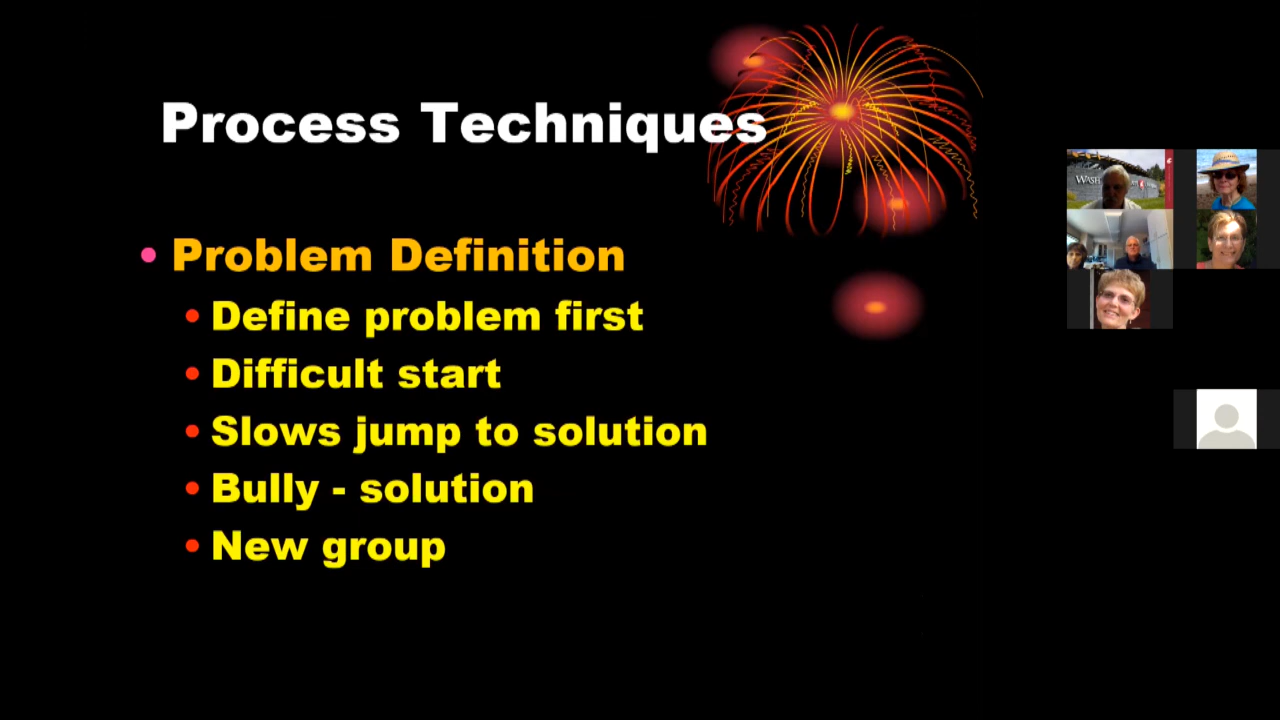 Process Techniques
Problem Definition
Define problem first
Difficult start
Slows jump to solution
Bully - solution
New group